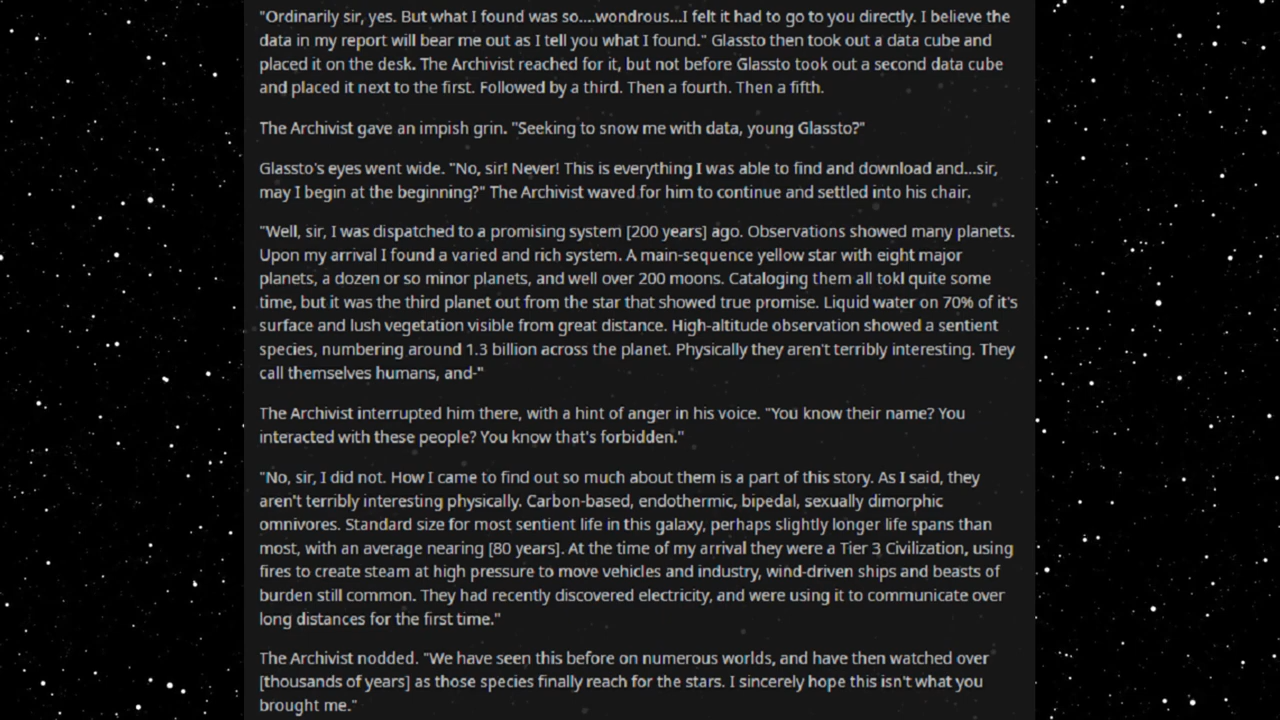 "Ordinarily sir, yes. But what I found was so....wondrous...I felt it had to go to you directly. I believe the
data in my report will bear me out as I tell you what I found." Glassto then took out a data cube and
placed it on the desk. The Archivist reached for it, but not before Glassto took out a second data cube
and placed it next to the first. Followed by a third. Then a fourth. Then a fifth.
The Archivist gave an impish grin. "Seeking to snow me with data, young Glassto?"
Glassto's eyes went wide. "No, sir! Never! This is everything I was able to find and download and...sir,
may I begin at the beginning?" The Archivist waved for him to continue and settled into his chair.
"Well, sir, I was dispatched to a promising system [200 years] ago. Observations showed many planets.
Upon my arrival I found a varied and rich system. A main-sequence yellow star with eight major
planets, a dozen or so minor planets, and well over 200 moons. Cataloging them all tokl quite some
time, but it was the third planet out from the star that showed true promise. Liquid water on 70% of it's
surface and lush vegetation visible from great distance. High-altitude observation showed a sentient
species, numbering around 1.3 billion across the planet. Physically they aren't terribly interesting. They
call themselves humans, and-"
The Archivist interrupted him there, with a hint of anger in his voice. "You know their name? You
interacted with these people? You know that's forbidden."
"No, sir, I did not. How I came to find out so much about them is a part of this story. As I said, they
aren't terribly interesting physically. Carbon-based, endothermic, bipedal, sexually dimorphic
omnivores. Standard size for most sentient life in this galaxy, perhaps slightly longer life spans than
most, with an average nearing [80 years]. At the time of my arrival they were a Tier 3 Civilization, using
fires to create steam at high pressure to move vehicles and industry, wind-driven ships and beasts of
burden still common. They had recently discovered electricity, and were using it to communicate over
long distances for the first time."
The Archivist nodded. "We have seen this before on numerous worlds, and have then watched over
[thousands of years] as those species finally reach for the stars. I sincerely hope this isn't what you
brought me."